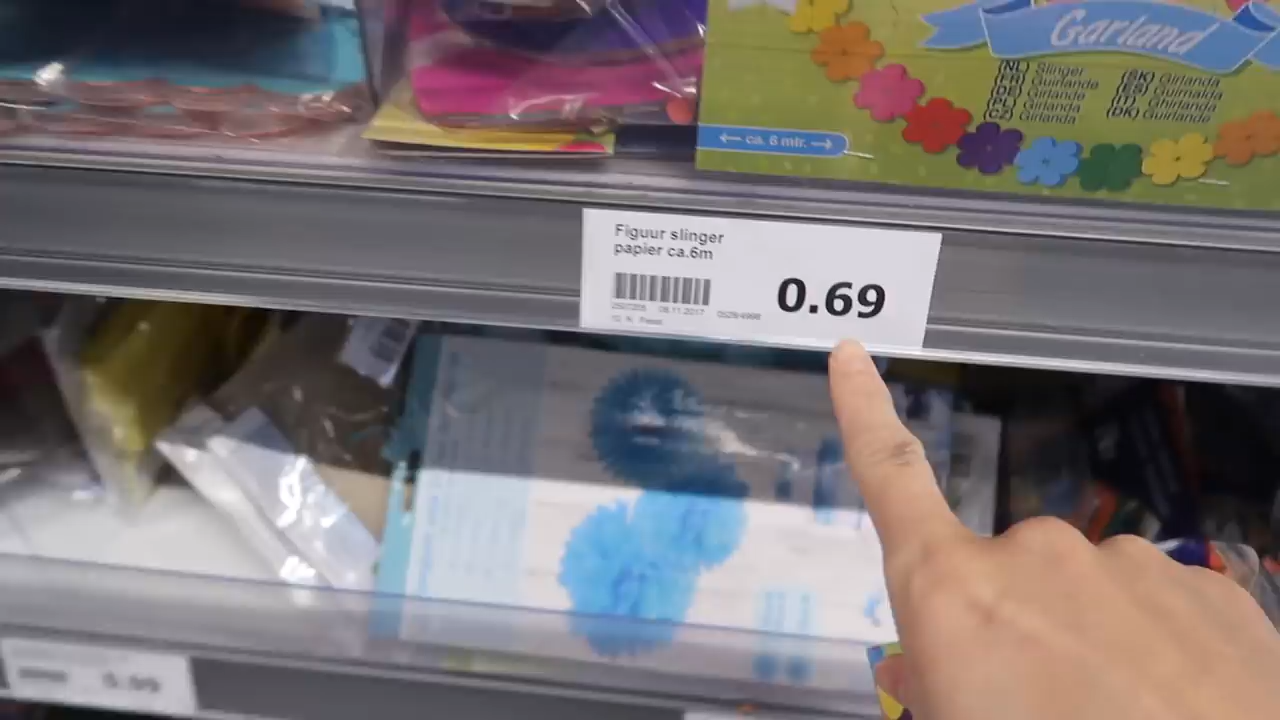 Garland
(NL) Slinger
(FR) Guirlande
(DE) Girlande
(PL) Girlanda
(CZ) Girlanda
(SK) Girlanda
(ES) Guirnalda
(IT) Ghirlanda
(DK) Guirlande
← ca. 6 mtr. →
Figuur slinger
papier ca.6m
0.69
08.11.2017